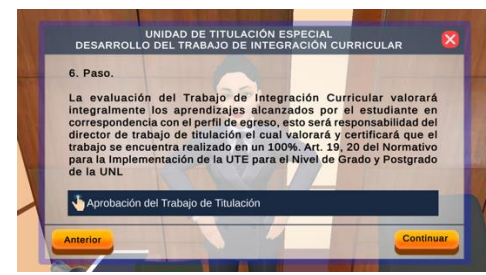 UNIDAD DE TITULACIÓN ESPECIAL
DESARROLLO DEL TRABAJO DE INTEGRACIÓN CURRICULAR
6. Paso.
La evaluación del Trabajo de Integración Curricular valorará
integralmente los aprendizajes alcanzados por el estudiante en
correspondencia con el perfil de egreso, esto será responsabilidad del
director de trabajo de titulación el cual valorará y certificará que el
trabajo se encuentra realizado en un 100%. Art. 19, 20 del Normativo
para la Implementación de la UTE para el Nivel de Grado y Postgrado
de la UNL
Aprobación del Trabajo de Titulación
Anterior
Continuar